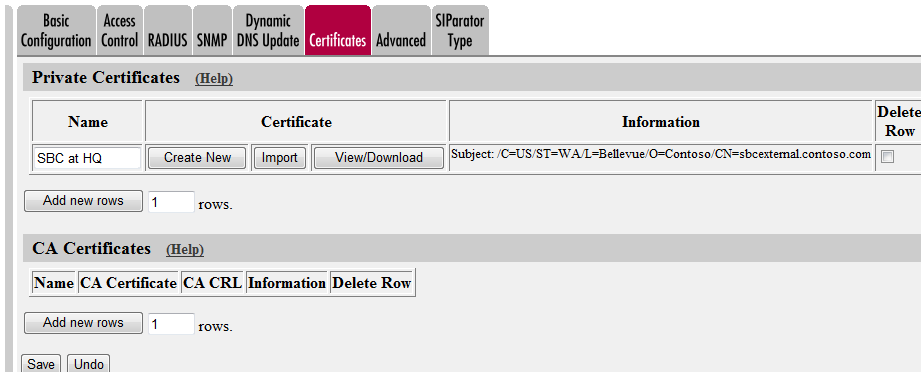 Basic Configuration Access Control RADIUS SNMP Dynamic DNS Update Certificates Advanced SIParator Type
Private Certificates (Help)
Name Certificate Information Delete Row
SBC at HQ Create New Import View/Download Subject: /C=US/ST=WA/L=Bellevue/O=Contoso/CN=sbcexternal.contoso.com
Add new rows 1 rows.
CA Certificates (Help)
Name CA Certificate CA CRL Information Delete Row
Add new rows 1 rows.
Save Undo